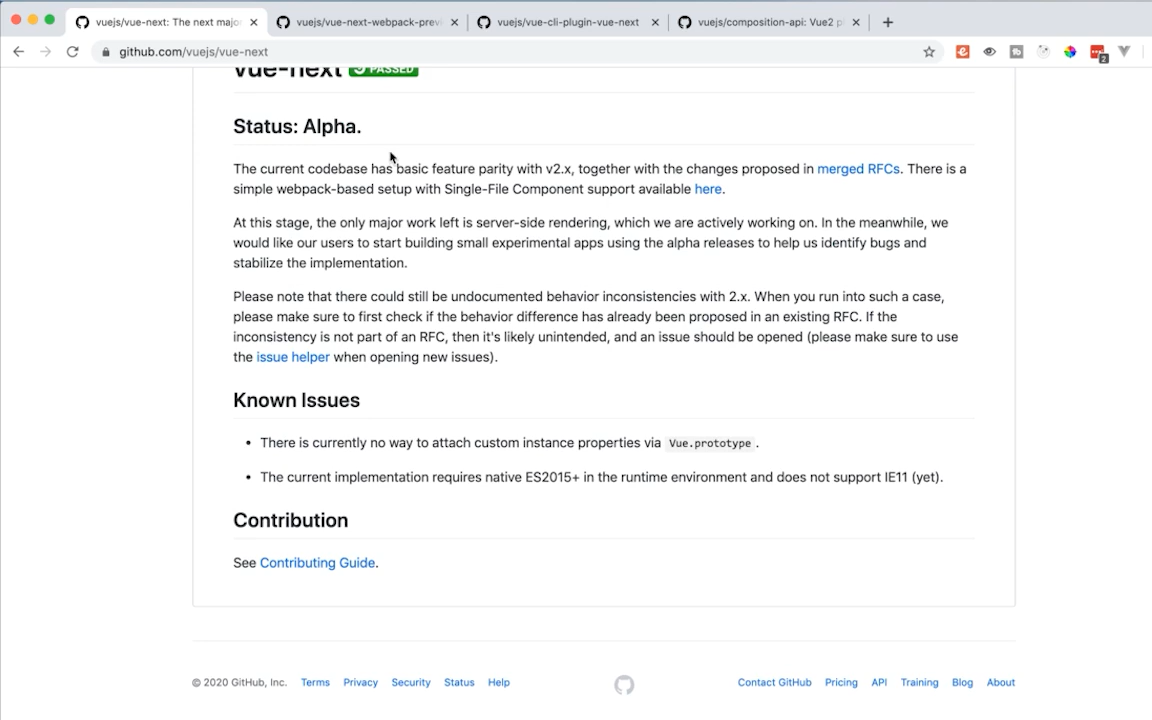 vuejs/vue-next: The next majo
vuejs/vue-next-webpack-prev
vuejs/vue-cli-plugin-vue-next
vuejs/composition-api: Vue2 p
github.com/vuejs/vue-next
2
vue-next PASSED
Status: Alpha.
The current codebase has basic feature parity with v2.x, together with the changes proposed in merged RFCs. There is a
simple webpack-based setup with Single-File Component support available here.
At this stage, the only major work left is server-side rendering, which we are actively working on. In the meanwhile, we
would like our users to start building small experimental apps using the alpha releases to help us identify bugs and
stabilize the implementation.
Please note that there could still be undocumented behavior inconsistencies with 2.x. When you run into such a case,
please make sure to first check if the behavior difference has already been proposed in an existing RFC. If the
inconsistency is not part of an RFC, then it's likely unintended, and an issue should be opened (please make sure to use
the issue helper when opening new issues).
Known Issues
• There is currently no way to attach custom instance properties via Vue.prototype.
• The current implementation requires native ES2015+ in the runtime environment and does not support IE11 (yet).
Contribution
See Contributing Guide.
© 2020 GitHub, Inc. Terms Privacy Security Status Help Contact GitHub Pricing API Training Blog About